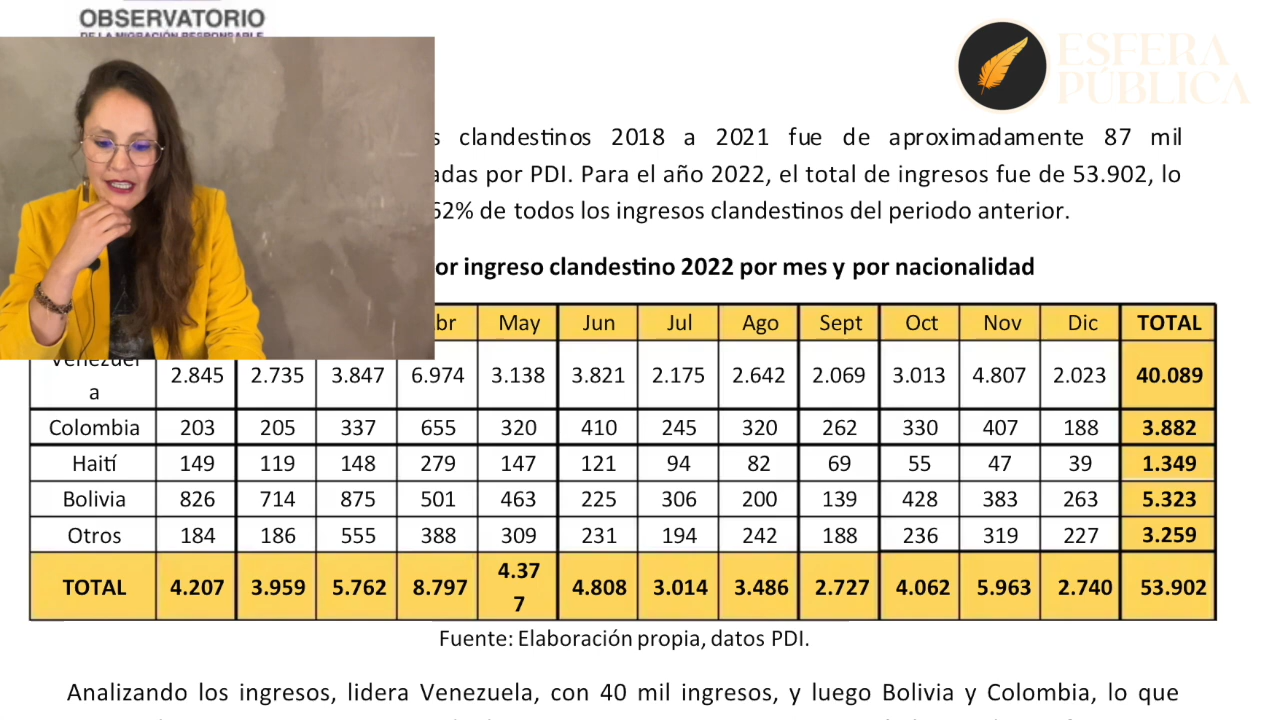 OBSERVATORIO
DE LA MIGRACIÓN RESPONSABLE
ESFERA
PÚBLICA
clandestinos 2018 a 2021 fue de aproximadamente 87 mil
por PDI. Para el año 2022, el total de ingresos fue de 53.902, lo
62% de todos los ingresos clandestinos del periodo anterior.
ingreso clandestino 2022 por mes y por nacionalidad
May Jun Jul Ago Sept Oct Nov Dic TOTAL
Venezuel
a 2.845 2.735 3.847 6.974 3.138 3.821 2.175 2.642 2.069 3.013 4.807 2.023 40.089
Colombia 203 205 337 655 320 410 245 320 262 330 407 188 3.882
Haití 149 119 148 279 147 121 94 82 69 55 47 39 1.349
Bolivia 826 714 875 501 463 225 306 200 139 428 383 263 5.323
Otros 184 186 555 388 309 231 194 242 188 236 319 227 3.259
TOTAL 4.207 3.959 5.762 8.797 4.37 4.808 3.014 3.486 2.727 4.062 5.963 2.740 53.902
7
Fuente: Elaboración propia, datos PDI.
Analizando los ingresos, lidera Venezuela, con 40 mil ingresos, y luego Bolivia y Colombia, lo que